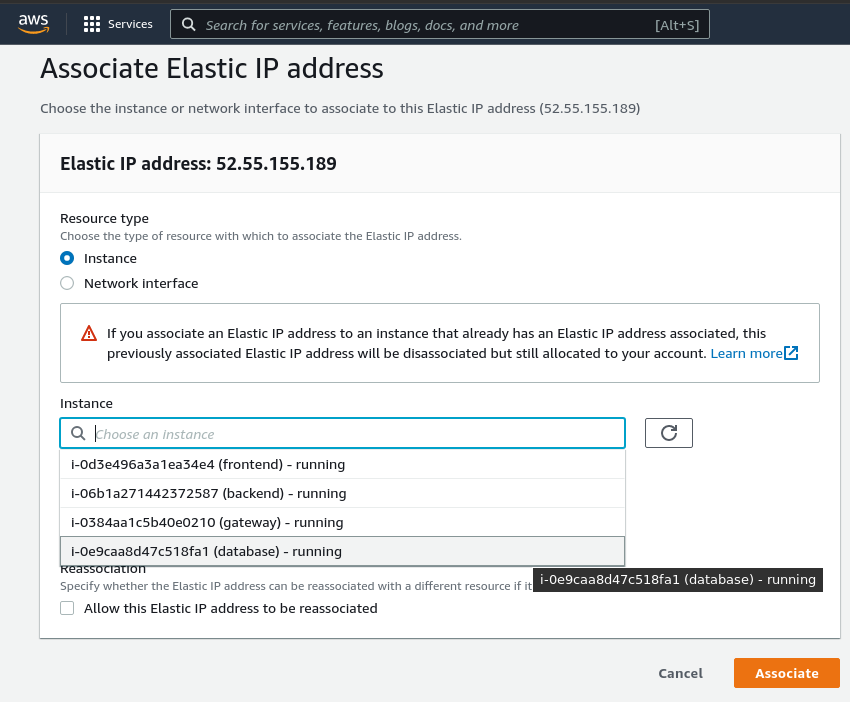 aws
Services
Search for services, features, blogs, docs, and more
[Alt+S]
Associate Elastic IP address
Choose the instance or network interface to associate to this Elastic IP address (52.55.155.189)
Elastic IP address: 52.55.155.189
Resource type
Choose the type of resource with which to associate the Elastic IP address.
Instance
Network interface
If you associate an Elastic IP address to an instance that already has an Elastic IP address associated, this
previously associated Elastic IP address will be disassociated but still allocated to your account. Learn more
Instance
Choose an instance
i-0d3e496a3a1ea34e4 (frontend) - running
i-06b1a271442372587 (backend) - running
i-0384aa1c5b40e0210 (gateway) - running
i-0e9caa8d47c518fa1 (database) - running
Reassociation
Specify whether the Elastic IP address can be reassociated with a different resource if it
i-0e9caa8d47c518fa1 (database) - running
Allow this Elastic IP address to be reassociated
Cancel
Associate